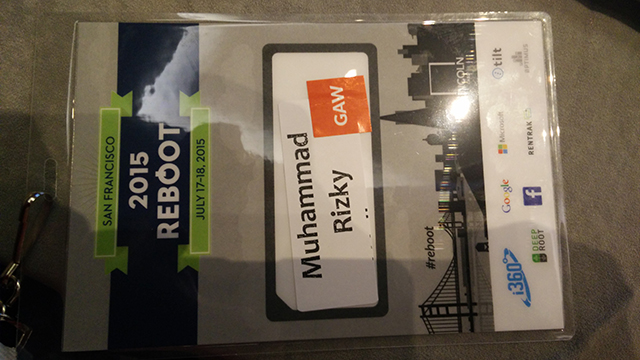 SAN FRANCISCO
2015
REBOOT
JULY 17-18, 2015
Muhammad
Rizky
GAW
#reboot
LINCOLN
tilt
Microsoft
RENTRAK
Google
f
i360°
DEEP
ROOT